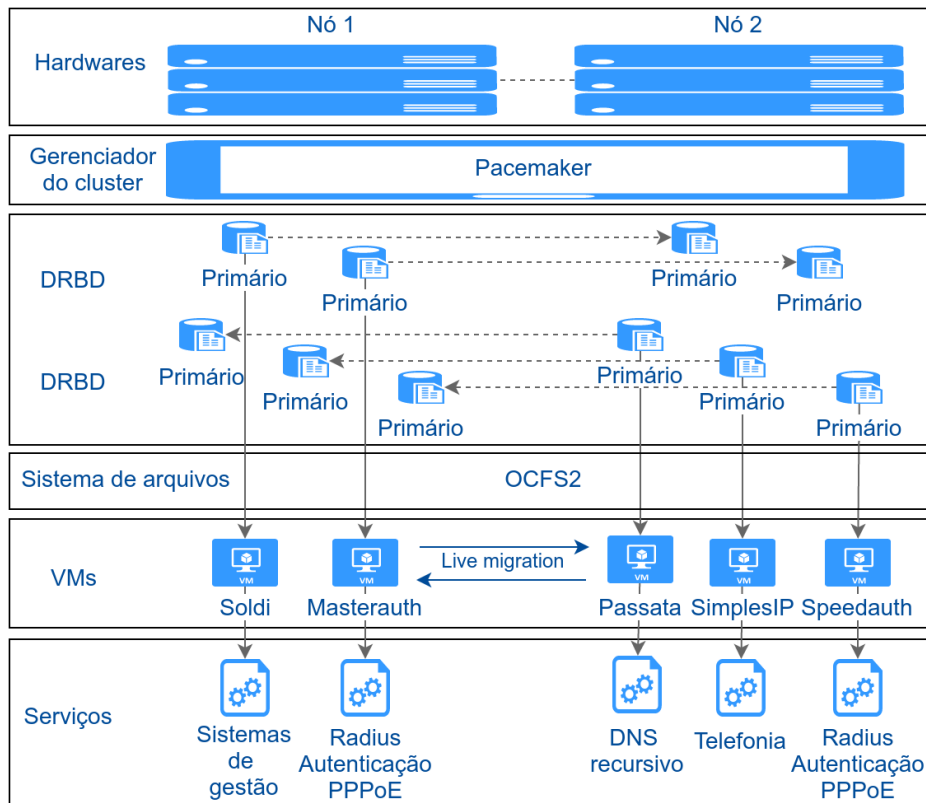 Nó 1
Nó 2
Hardwares
Gerenciador
do cluster
Pacemaker
DRBD
Primário
Primário
Primário
Primário
DRBD
Primário
Primário
Primário
Primário
Primário
Primário
Sistema de arquivos
OCFS2
VMs
VM
VM
Live migration
VM
VM
VM
Soldi
Masterauth
Passata
SimplesIP
Speedauth
Serviços
Sistemas
de
gestão
Radius
Autenticação
PPPoE
DNS
recursivo
Telefonia
Radius
Autenticação
PPPoE